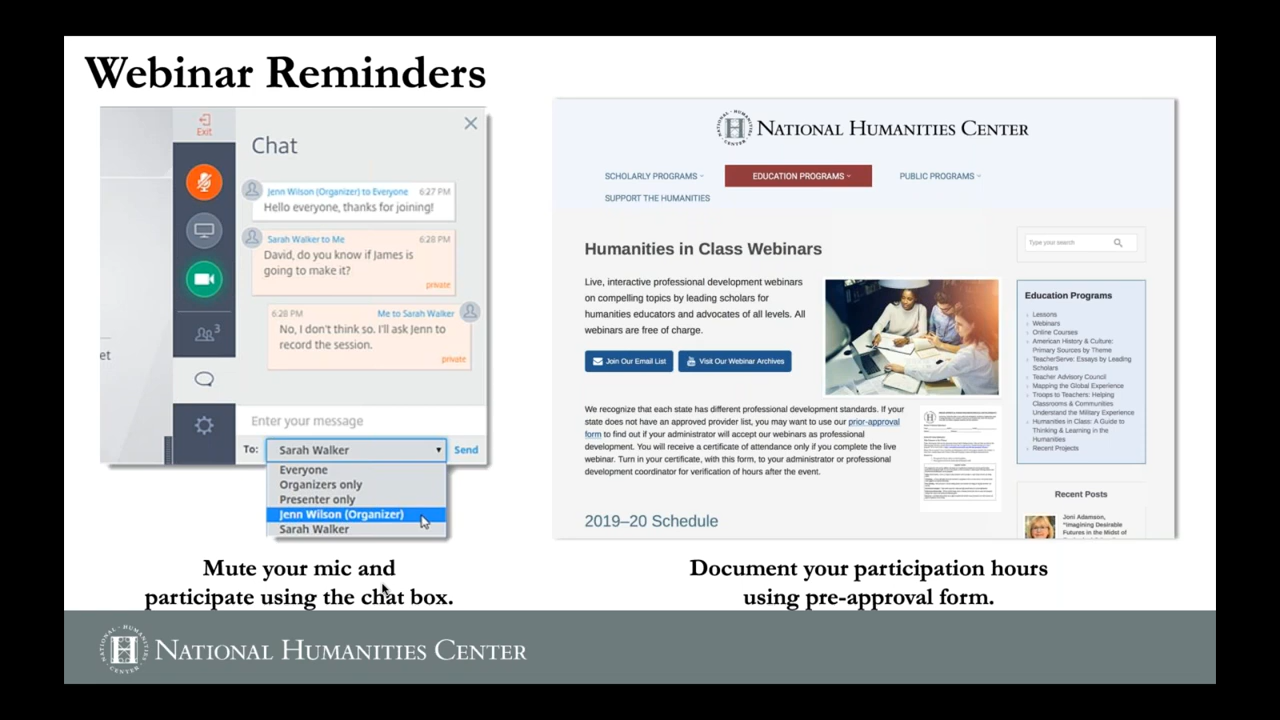 Webinar Reminders
Exit
Chat
Jenn Wilson (Organizer) to Everyone 6:27 PM
Hello everyone, thanks for joining!
Sarah Walker to Me 6:28 PM
David, do you know if James is
going to make it?
private
6:28 PM Me to Sarah Walker
No, I don't think so. I'll ask Jenn to
record the session.
private
3
et
Enter your message
To: Sarah Walker Send
Everyone
Organizers only
Presenter only
Jenn Wilson (Organizer)
Sarah Walker
Mute your mic and
participate using the chat box.
NATIONAL HUMANITIES CENTER
SCHOLARLY PROGRAMS
EDUCATION PROGRAMS
PUBLIC PROGRAMS
SUPPORT THE HUMANITIES
Humanities in Class Webinars
Live, interactive professional development webinars
on compelling topics by leading scholars for
humanities educators and advocates of all levels. All
webinars are free of charge.
Join Our Email List
Visit Our Webinar Archives
We recognize that each state has different professional development standards. If your
state does not have an approved provider list, you may want to use our prior-approval
form to find out if your administrator will accept our webinars as professional
development. You will receive a certificate of attendance only if you complete the live
webinar. Turn in your certificate, with this form, to your administrator or professional
development coordinator for verification of hours after the event.
2019–20 Schedule
Type your search
Education Programs
Lessons
Webinars
Online Courses
American History & Culture:
Primary Sources by Theme
TeacherServe: Essays by Leading
Scholars
Teacher Advisory Council
Mapping the Global Experience
Troops to Teachers: Helping
Classrooms & Communities
Understand the Military Experience
Humanities in Class: A Guide to
Thinking & Learning in the
Humanities
Recent Projects
Recent Posts
Joni Adamson,
"Imagining Desirable
Futures in the Midst of
Document your participation hours
using pre-approval form.
NATIONAL HUMANITIES CENTER